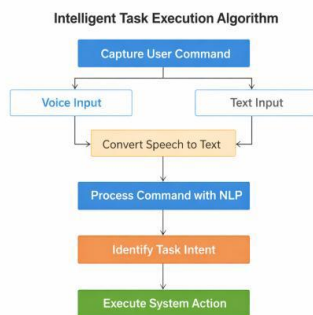 Intelligent Task Execution Algorithm
Capture User Command
Voice Input
Text Input
Convert Speech to Text
Process Command with NLP
Identify Task Intent
Execute System Action